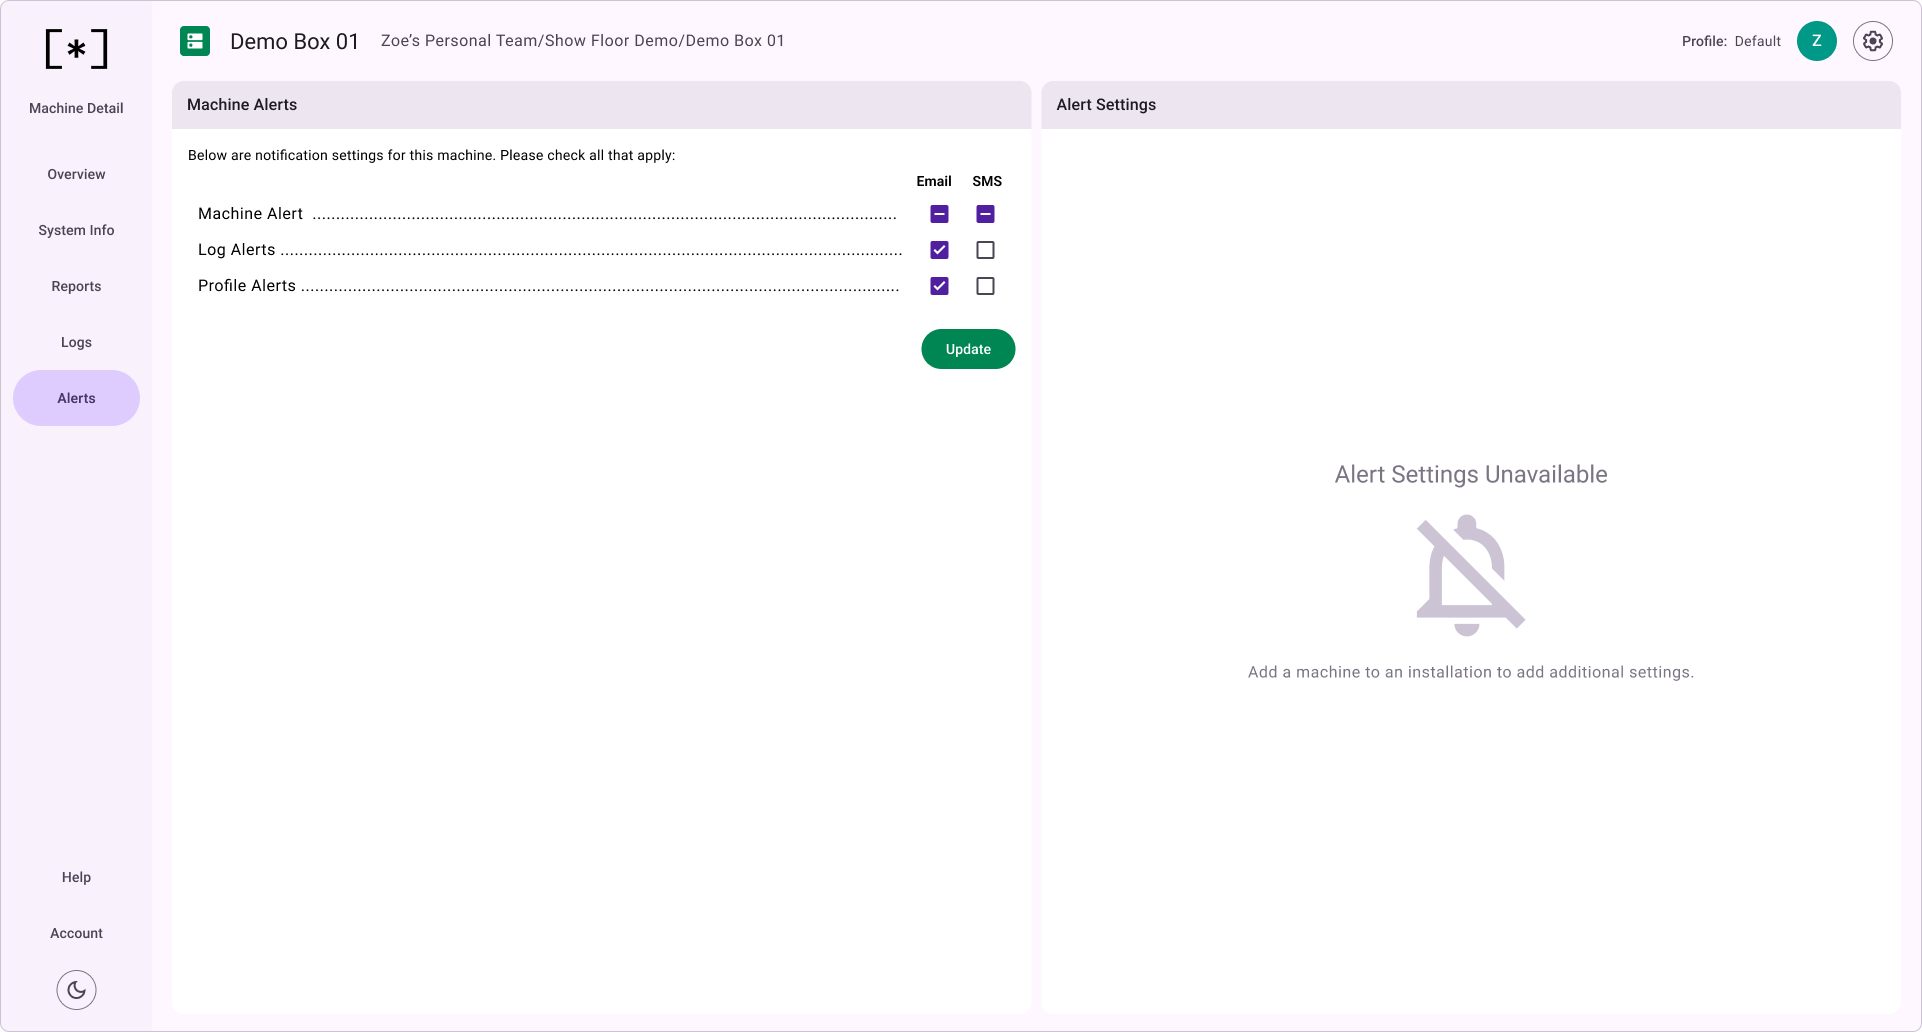 [*]
Machine Detail
Overview
System Info
Reports
Logs
Alerts
Help
Account
Demo Box 01
Zoe’s Personal Team/Show Floor Demo/Demo Box 01
Profile: Default
Z
Machine Alerts
Below are notification settings for this machine. Please check all that apply:
Email SMS
Machine Alert ............................................................................................................................
Log Alerts ....................................................................................................................................
Profile Alerts ...............................................................................................................................
Update
Alert Settings
Alert Settings Unavailable
Add a machine to an installation to add additional settings.